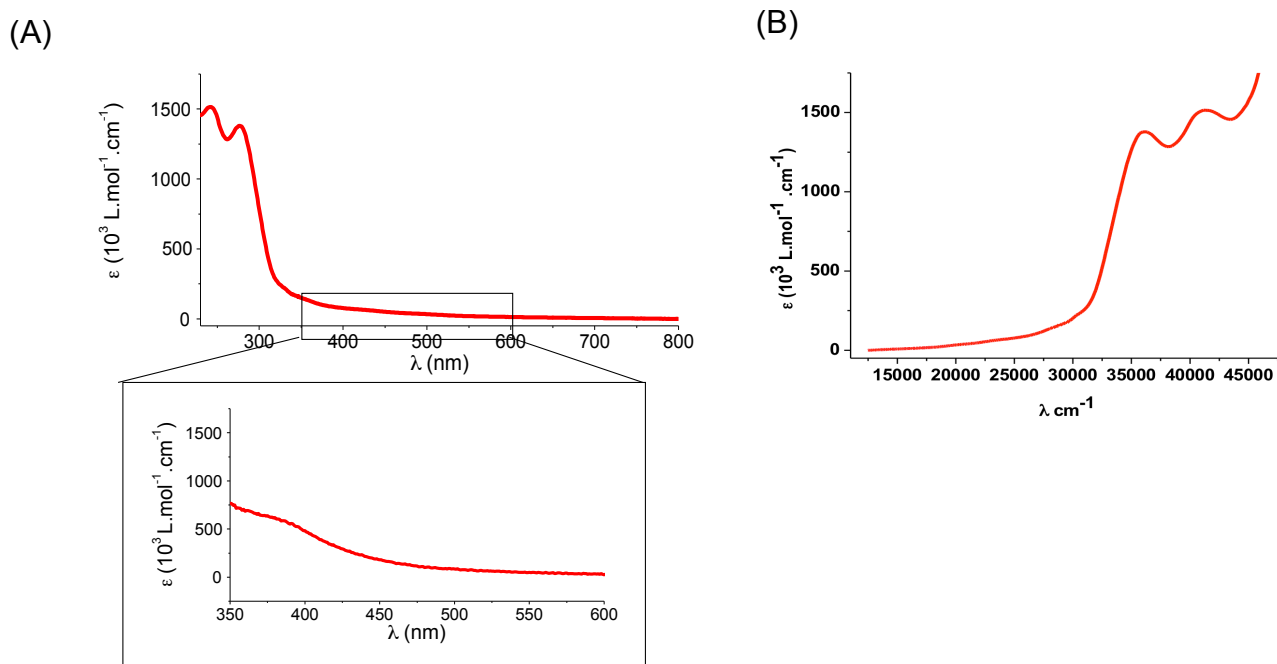 (A)
ε (10³ L.mol⁻¹.cm⁻¹)
1500
1000
500
0
300 400 500 600 700 800
λ (nm)
ε (10³ L.mol⁻¹.cm⁻¹)
1500
1000
500
0
350 400 450 500 550 600
λ (nm)
(B)
ε (10³ L.mol⁻¹ .cm⁻¹)
1500
1000
500
0
15000 20000 25000 30000 35000 40000 45000
λ cm⁻¹